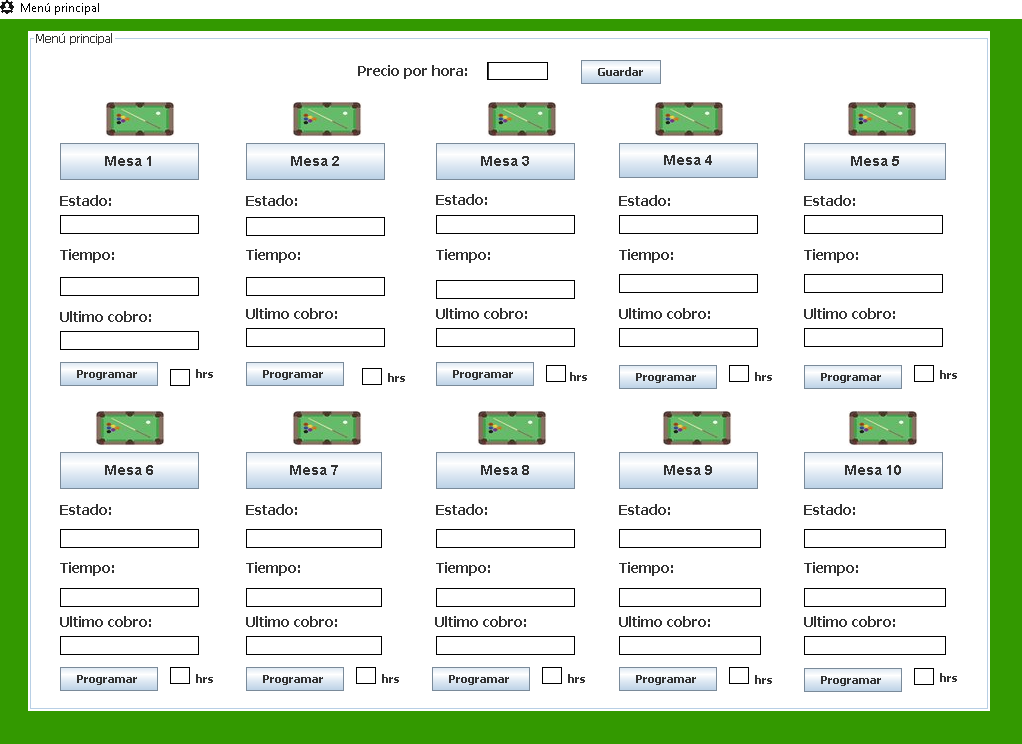 Menú principal
Menú principal
Precio por hora: Guardar
Mesa 1 Mesa 2 Mesa 3 Mesa 4 Mesa 5
Estado: Estado: Estado: Estado: Estado:
Tiempo: Tiempo: Tiempo: Tiempo: Tiempo:
Ultimo cobro: Ultimo cobro: Ultimo cobro: Ultimo cobro: Ultimo cobro:
Programar hrs Programar hrs Programar hrs Programar hrs Programar hrs
Mesa 6 Mesa 7 Mesa 8 Mesa 9 Mesa 10
Estado: Estado: Estado: Estado: Estado:
Tiempo: Tiempo: Tiempo: Tiempo: Tiempo:
Ultimo cobro: Ultimo cobro: Ultimo cobro: Ultimo cobro: Ultimo cobro:
Programar hrs Programar hrs Programar hrs Programar hrs Programar hrs